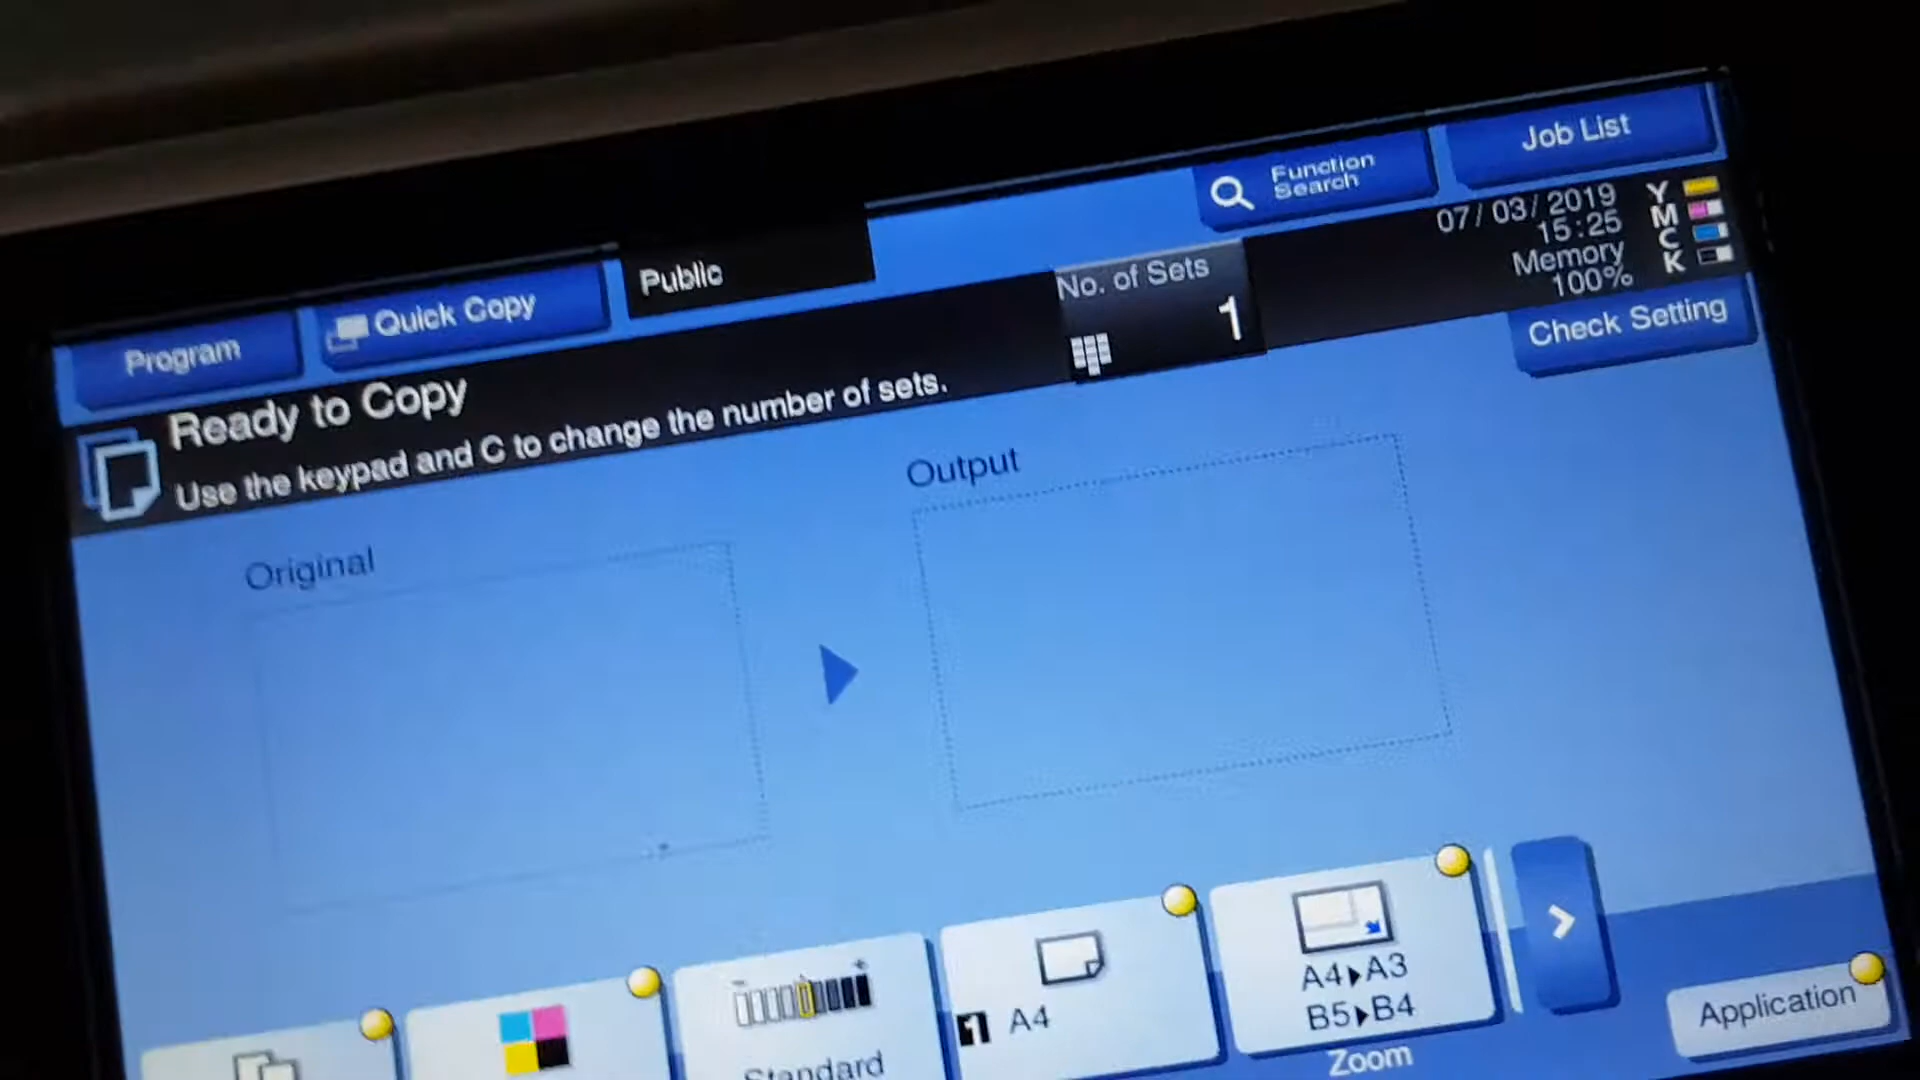 Job List
Function
Search
07/ 03/ 2019
15:25
Memory
100%
Y
M
C
K
Public
Quick Copy
Program
No. of Sets
1
Check Setting
Ready to Copy
Use the keypad and C to change the number of sets.
Output
Original
A4▶A3
B5▶B4
Zoom
1 A4
Standard
Application